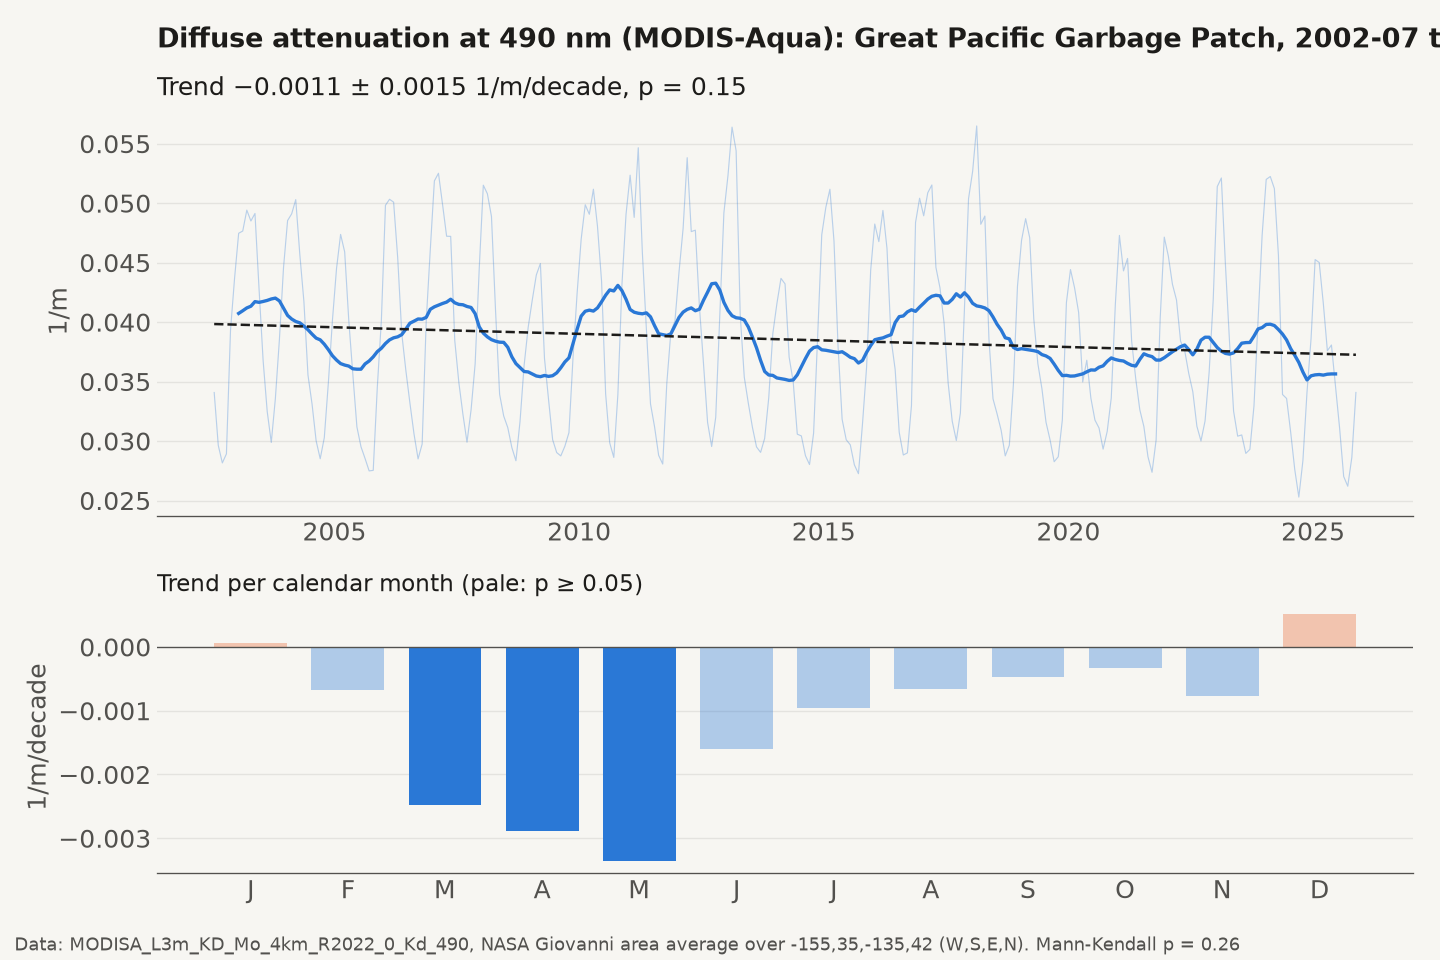 Diffuse attenuation at 490 nm (MODIS-Aqua): Great Pacific Garbage Patch, 2002-07 t
Trend −0.0011 ± 0.0015 1/m/decade, p = 0.15
1/m
0.055
0.050
0.045
0.040
0.035
0.030
0.025
2005 2010 2015 2020 2025
Trend per calendar month (pale: p ≥ 0.05)
1/m/decade
0.000
−0.001
−0.002
−0.003
J F M A M J J A S O N D
Data: MODISA_L3m_KD_Mo_4km_R2022_0_Kd_490, NASA Giovanni area average over -155,35,-135,42 (W,S,E,N). Mann-Kendall p = 0.26